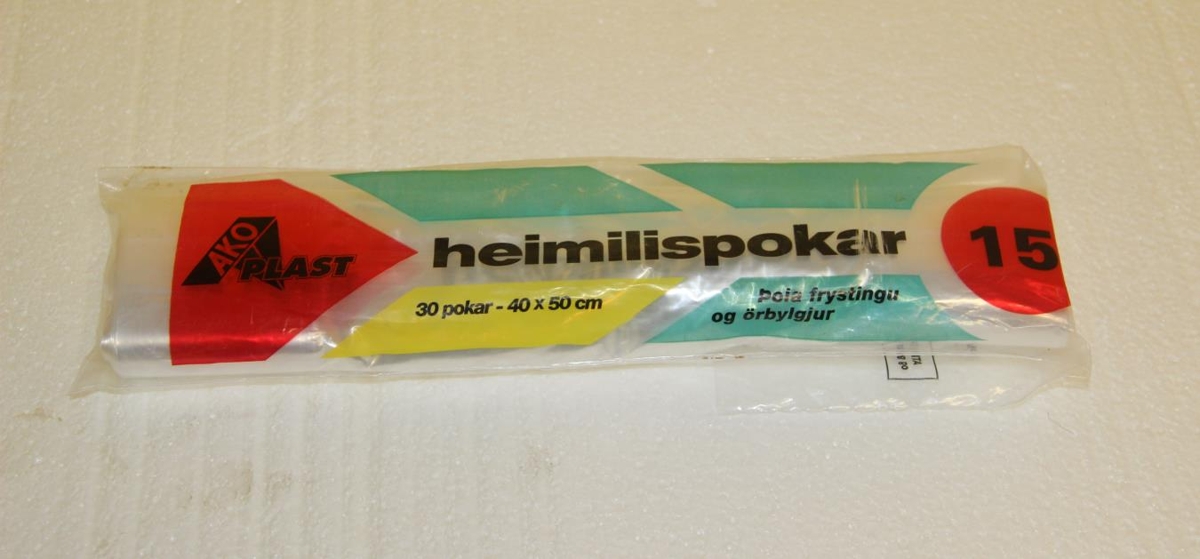 AKO
PLAST
heimilispokar
15
30 pokar - 40 x 50 cm
Þola frystingu
og örbylgjur